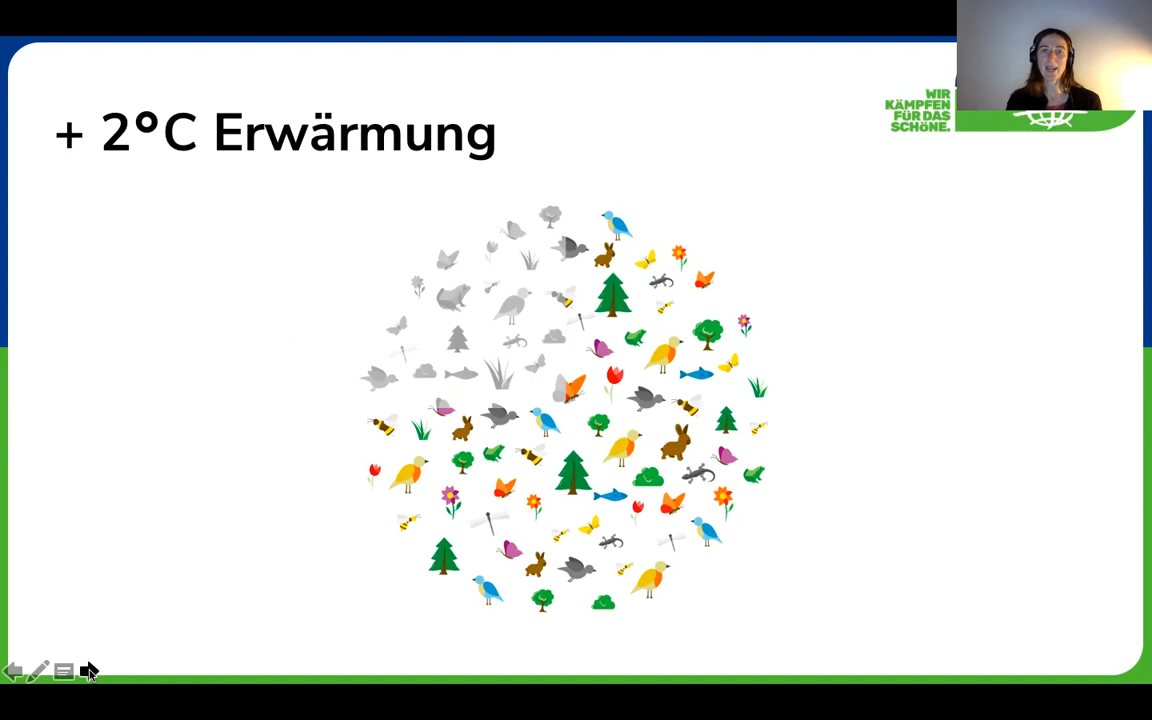 + 2°C Erwärmung
WIR
KÄMPFEN
FÜR DAS
SCHÖNE.